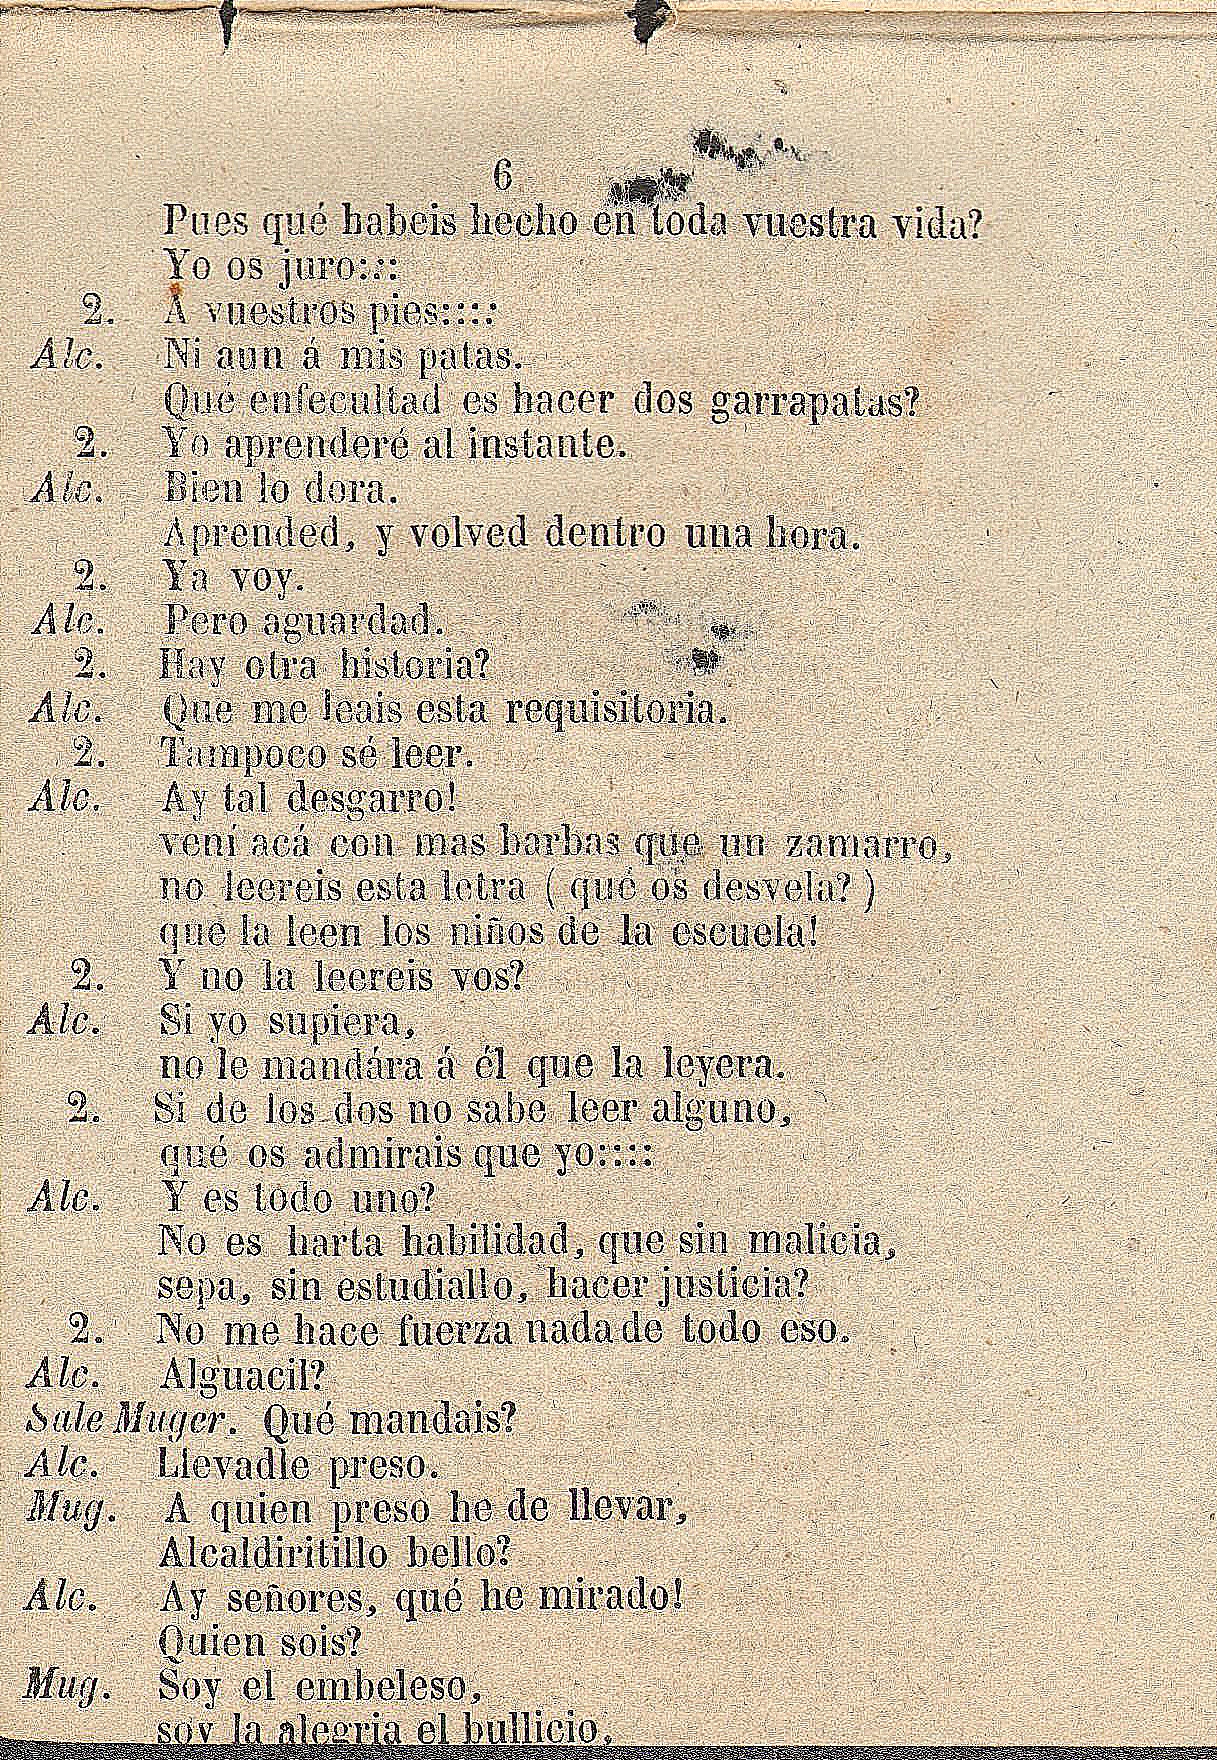 6
Pues qué habeis hecho en toda vuestra vida?
Yo os juro::::
2. A vuestros pies::::
Alc. Ni aun á mis patas.
Qué enfecultad es hacer dos garrapatas?
2. Yo aprenderé al instante.
Alc. Bien lo dora.
Aprended, y volved dentro una hora.
2. Ya voy.
Alc. Pero aguardad.
2. Hay otra historia?
Alc. Que me leais esta requisitoria.
2. Tampoco sé leer.
Alc. Ay tal desgarro!
vení acá con mas barbas que un zamarro,
no leereis esta letra (qué os desvela?)
que la leen los niños de la escuela!
2. Y no la leereis vos?
Alc. Si yo supiera,
no le mandára á él que la leyera.
2. Si de los dos no sabe leer alguno,
qué os admirais que yo::::
Alc. Y es todo uno?
No es harta habilidad, que sin malicia,
sepa, sin estudiallo, hacer justicia?
2. No me hace fuerza nada de todo eso.
Alc. Alguacil?
Sale Muger. Qué mandais?
Alc. Llevadle preso.
Mug. A quien preso he de llevar,
Alcaldiritillo bello?
Alc. Ay señores, qué he mirado!
Quien sois?
Mug. Soy el embeleso,
soy la alegria el bullicio,